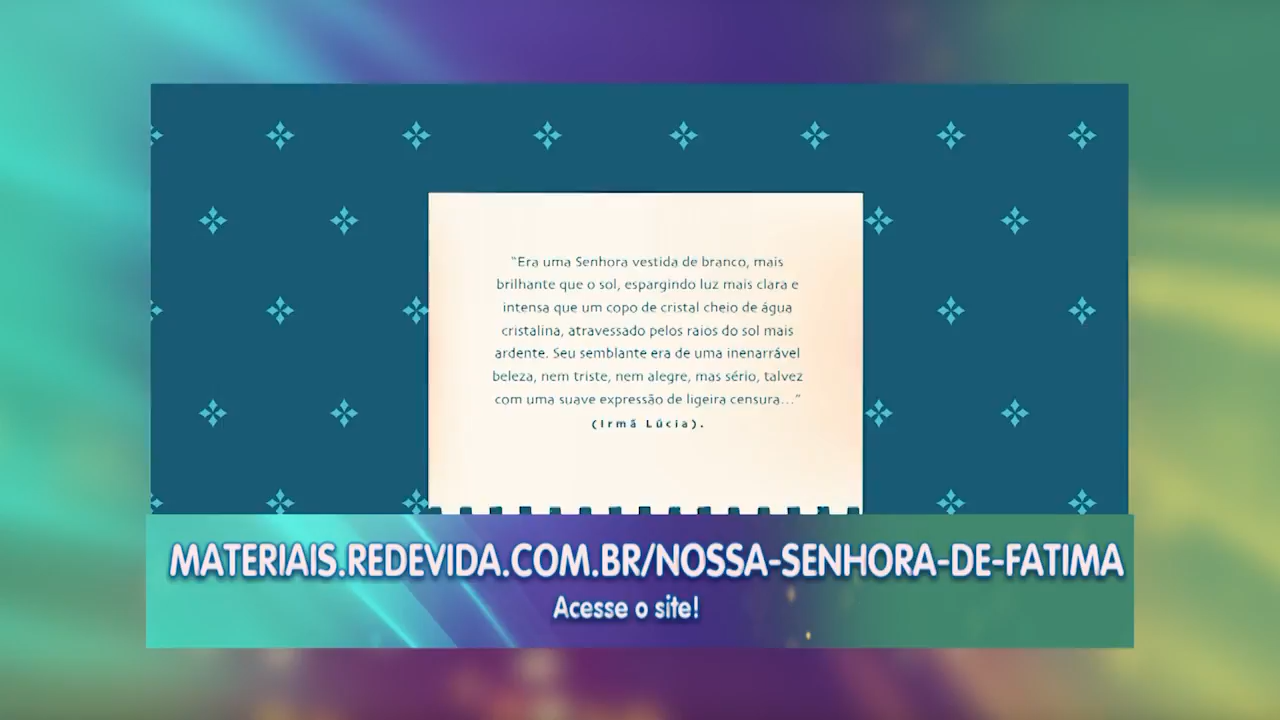 “Era uma Senhora vestida de branco, mais
brilhante que o sol, espargindo luz mais clara e
intensa que um copo de cristal cheio de água
cristalina, atravessado pelos raios do sol mais
ardente. Seu semblante era de uma inenarrável
beleza, nem triste, nem alegre, mas sério, talvez
com uma suave expressão de ligeira censura...”
(Irmã Lúcia).
MATERIAIS.REDEVIDA.COM.BR/NOSSA-SENHORA-DE-FATIMA
Acesse o site!